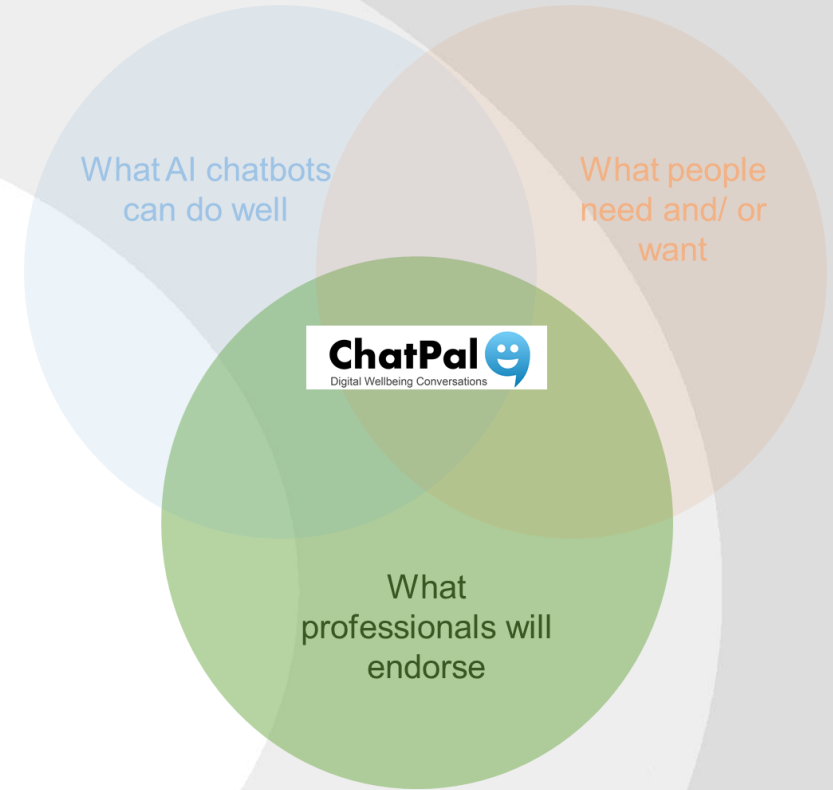 What AI chatbots
can do well
What people
need and/ or
want
ChatPal
Digital Wellbeing Conversations
What
professionals will
endorse